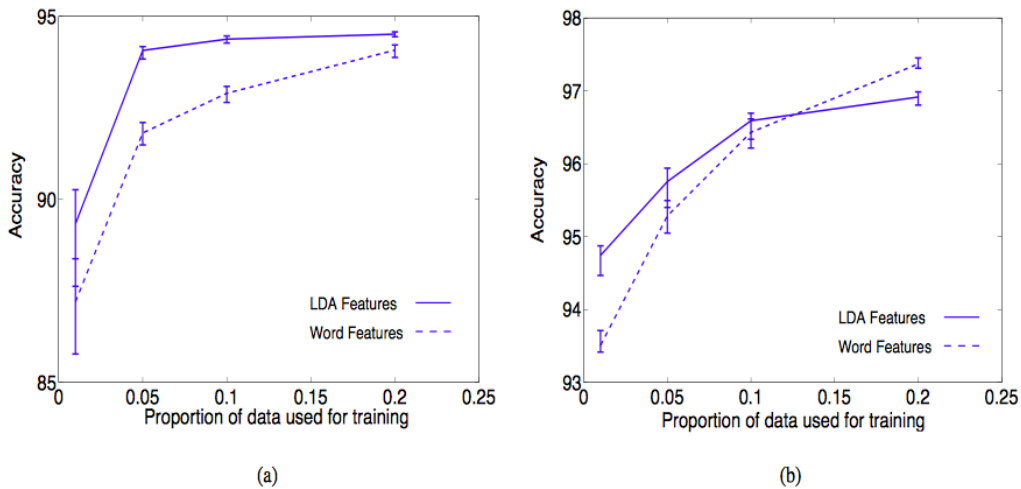 95
90
85
Accuracy
0
0.05
0.1
0.15
0.2
0.25
Proportion of data used for training
LDA Features
Word Features
(a)
98
97
96
95
94
93
Accuracy
0
0.05
0.1
0.15
0.2
0.25
Proportion of data used for training
LDA Features
Word Features
(b)